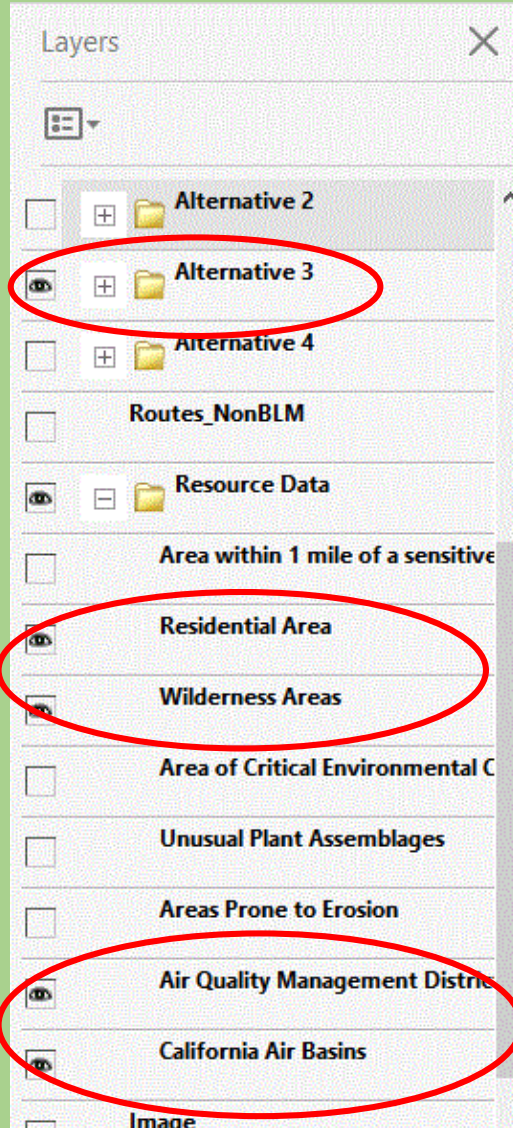 Layers
Alternative 2
Alternative 3
Alternative 4
Routes_NonBLM
Resource Data
Area within 1 mile of a sensitive
Residential Area
Wilderness Areas
Area of Critical Environmental C
Unusual Plant Assemblages
Areas Prone to Erosion
Air Quality Management Distric
California Air Basins
Image